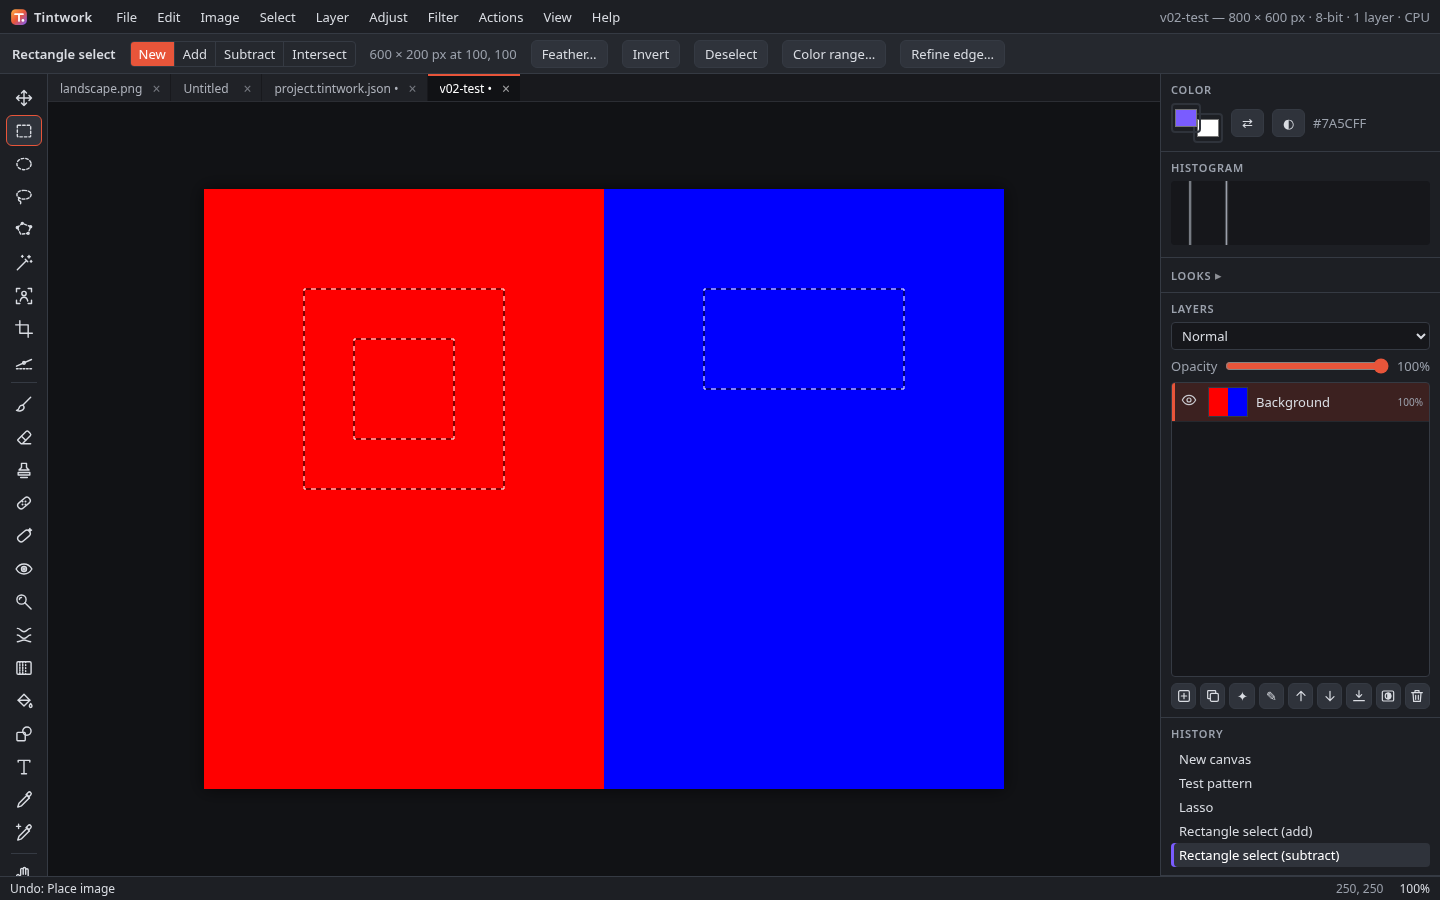 Tintwork File Edit Image Select Layer Adjust Filter Actions View Help v02-test — 800 × 600 px · 8-bit · 1 layer · CPU
Rectangle select New Add Subtract Intersect 600 × 200 px at 100, 100 Feather... Invert Deselect Color range... Refine edge...
landscape.png × Untitled × project.tintwork.json • × v02-test • ×
COLOR
#7A5CFF
HISTOGRAM
LOOKS ▸
LAYERS
Normal
Opacity 100%
Background 100%
HISTORY
New canvas
Test pattern
Lasso
Rectangle select (add)
Rectangle select (subtract)
Undo: Place image 250, 250 100%